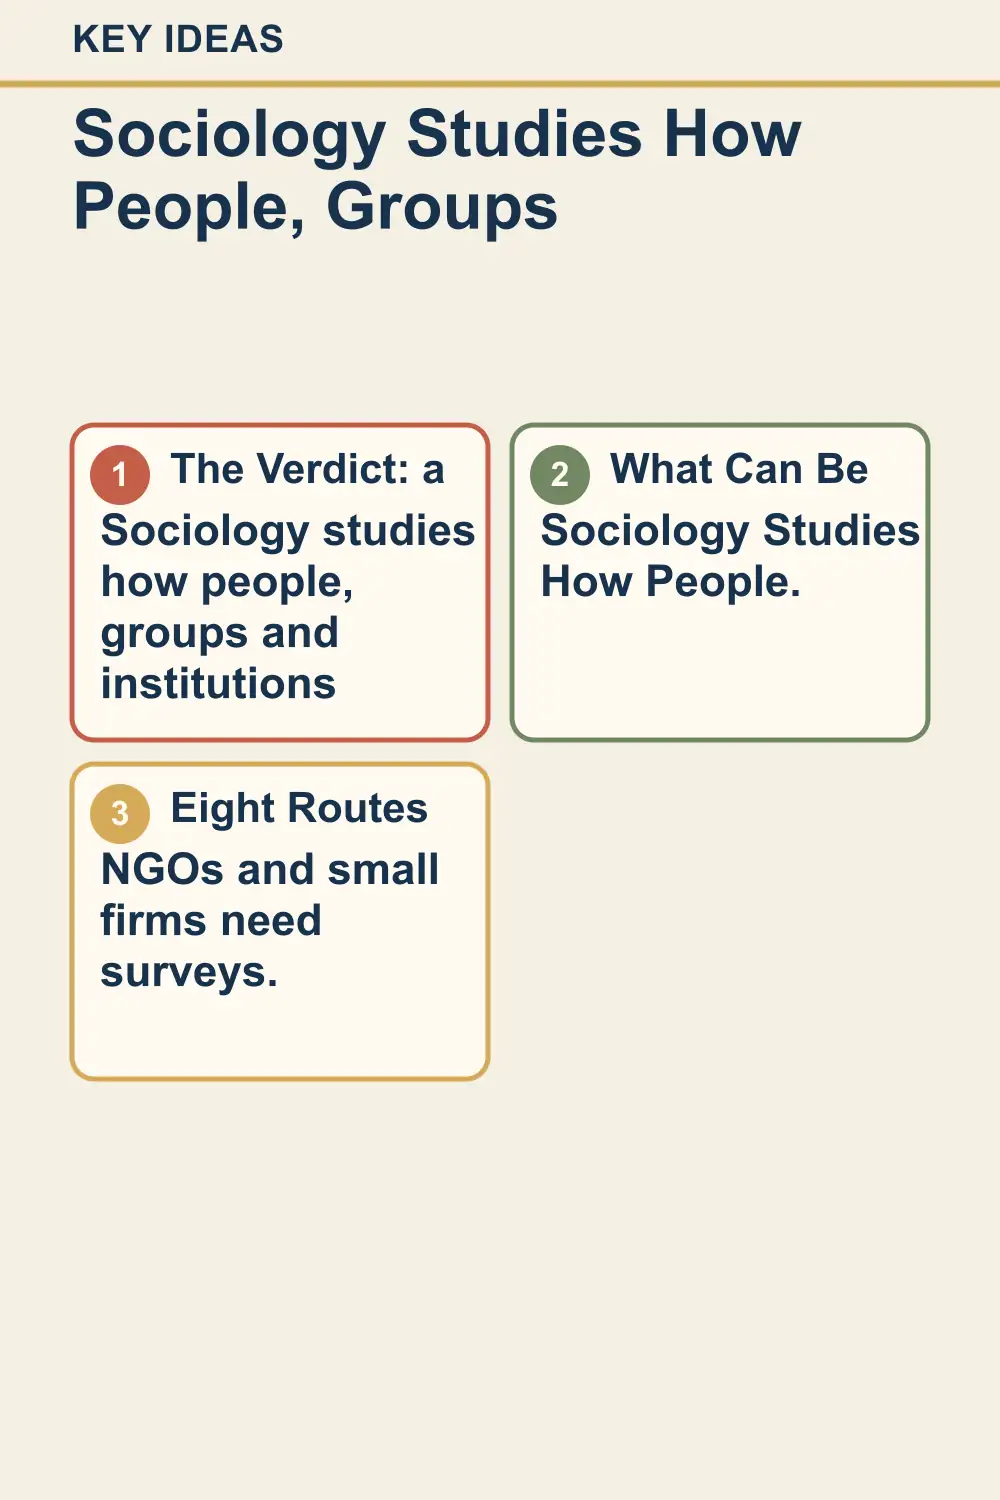 KEY IDEAS
Sociology Studies How
People, Groups
1 The Verdict: a
Sociology studies
how people,
groups and
institutions
2 What Can Be
Sociology Studies
How People.
3 Eight Routes
NGOs and small
firms need
surveys.